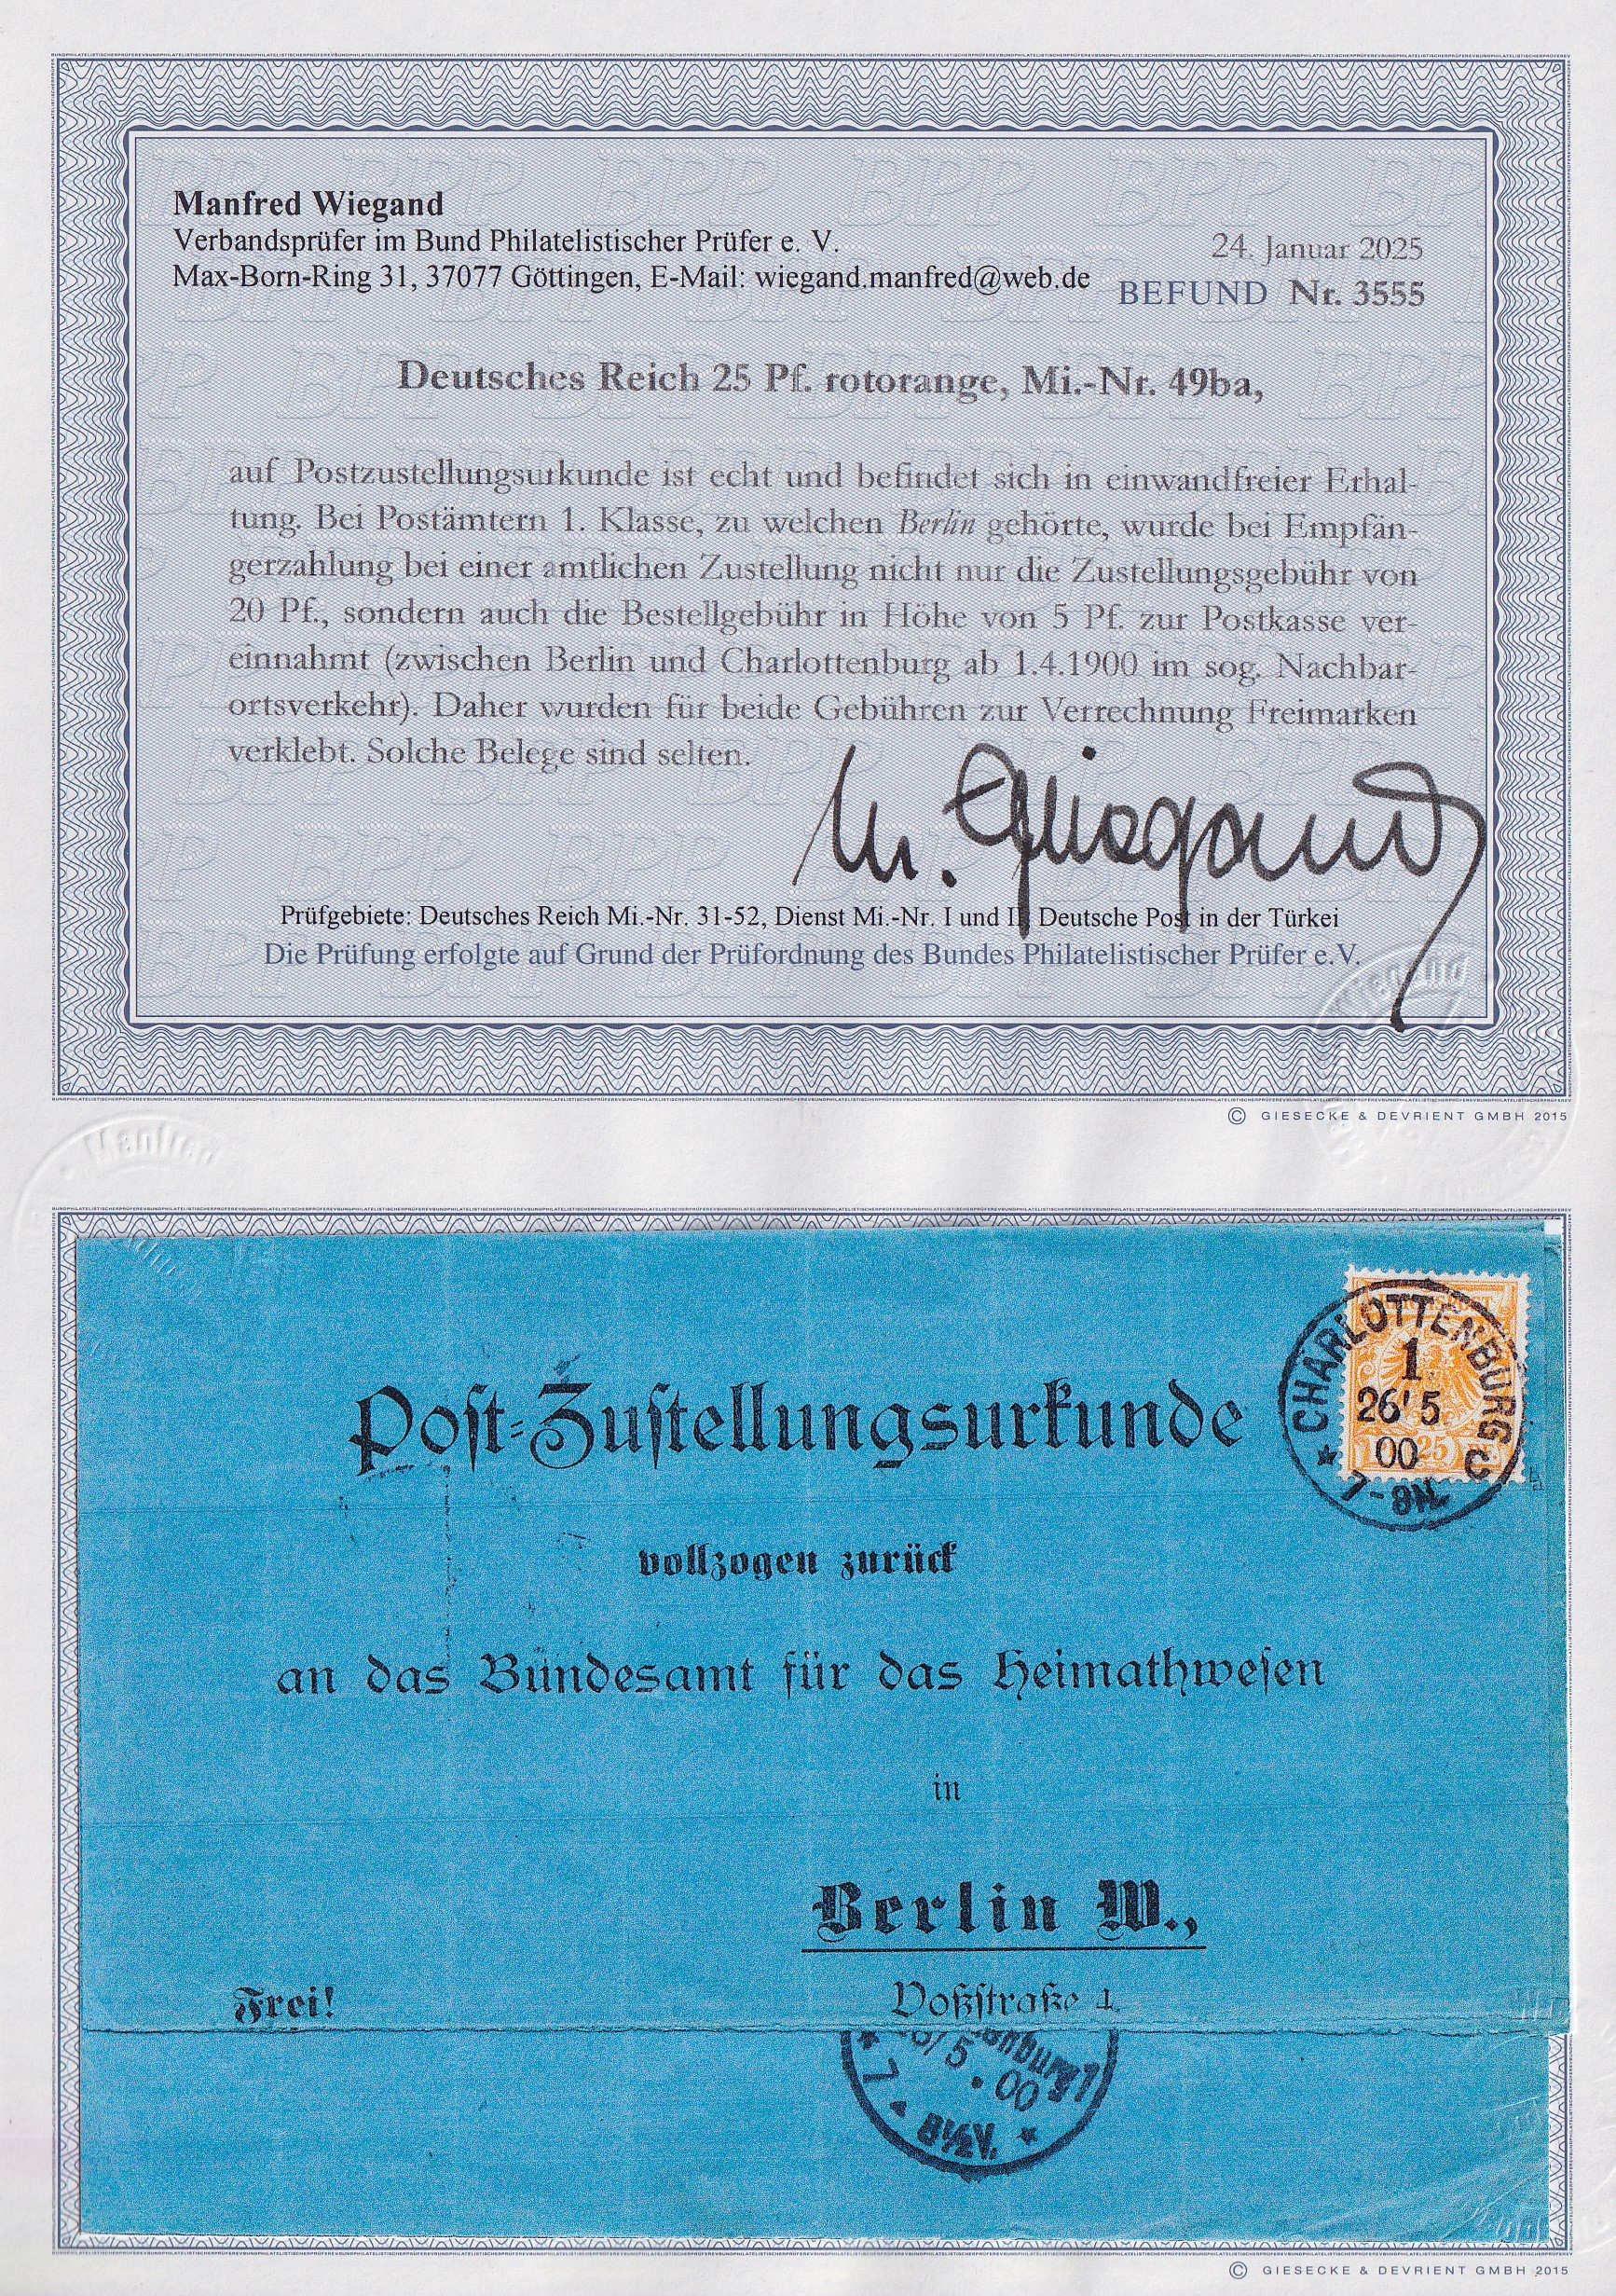 Manfred Wiegand
Verbandsprüfer im Bund Philatelistischer Prüfer e. V.
Max-Born-Ring 31, 37077 Göttingen, E-Mail: wiegand.manfred@web.de
24. Januar 2025
BEFUND Nr. 3555
Deutsches Reich 25 Pf. rotorange, Mi.-Nr. 49ba,
auf Postzustellungsurkunde ist echt und befindet sich in einwandfreier Erhal-
tung. Bei Postämtern 1. Klasse, zu welchen Berlin gehörte, wurde bei Empfän-
gerzahlung bei einer amtlichen Zustellung nicht nur die Zustellungsgebühr von
20 Pf., sondern auch die Bestellgebühr in Höhe von 5 Pf. zur Postkasse ver-
einnahmt (zwischen Berlin und Charlottenburg ab 1.4.1900 im sog. Nachbar-
ortsverkehr). Daher wurden für beide Gebühren zur Verrechnung Freimarken
verklebt. Solche Belege sind selten.
M. Wiegand
Prüfgebiete: Deutsches Reich Mi.-Nr. 31-52, Dienst Mi.-Nr. I und II, Deutsche Post in der Türkei
Die Prüfung erfolgte auf Grund der Prüfordnung des Bundes Philatelistischer Prüfer e.V.
© GIESECKE & DEVRIENT GMBH 2015
Manfred
CHARLOTTENBURG
1
26 5
00
25
7-8N.
Poſt-Zuſtellungsurkunde
vollzogen zurück
an das Bundesamt für das Heimathweſen
in
Berlin W.,
Frei!
Voßſtraße 4.
5 . 00
8½V.
© GIESECKE & DEVRIENT GMBH 2015